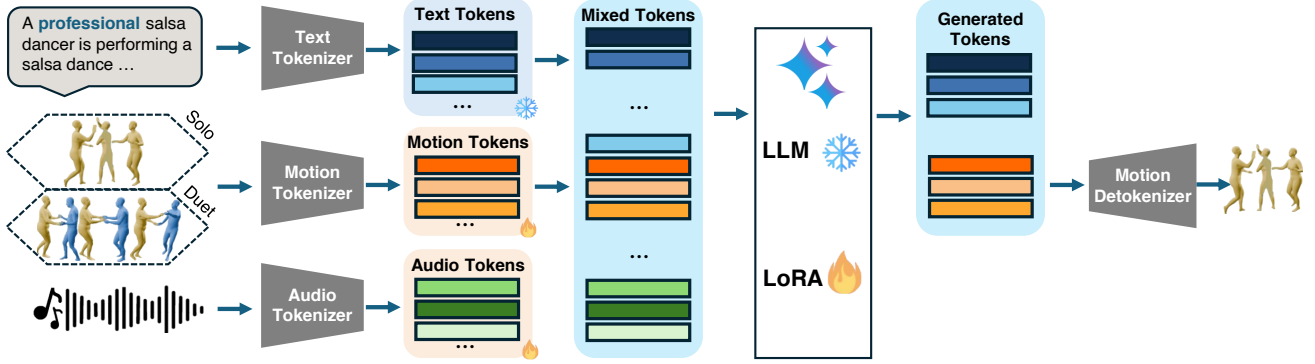 A professional salsa
dancer is performing a
salsa dance ...
Text
Tokenizer
Text Tokens
...
Mixed Tokens
...
...
Generated
Tokens
LLM
LoRA
Solo
Duet
Motion
Tokenizer
Motion Tokens
...
Motion
Detokenizer
Audio
Tokenizer
Audio Tokens
...